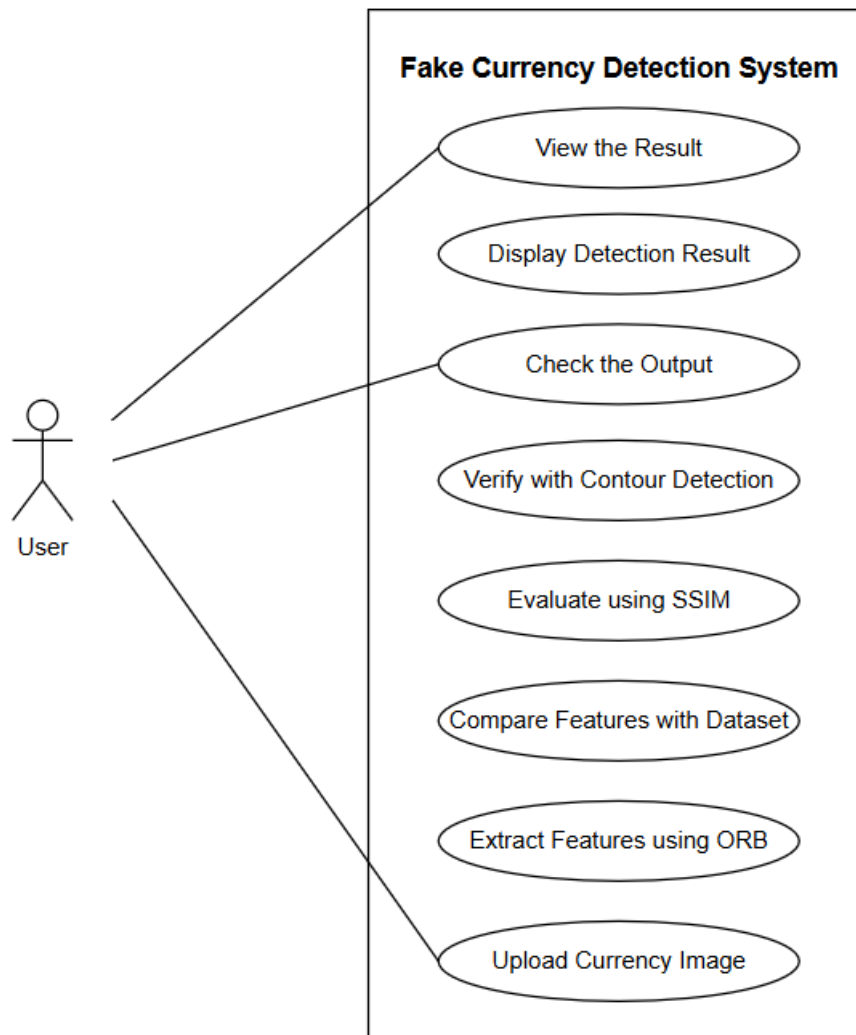 Fake Currency Detection System
View the Result
Display Detection Result
Check the Output
Verify with Contour Detection
User
Evaluate using SSIM
Compare Features with Dataset
Extract Features using ORB
Upload Currency Image